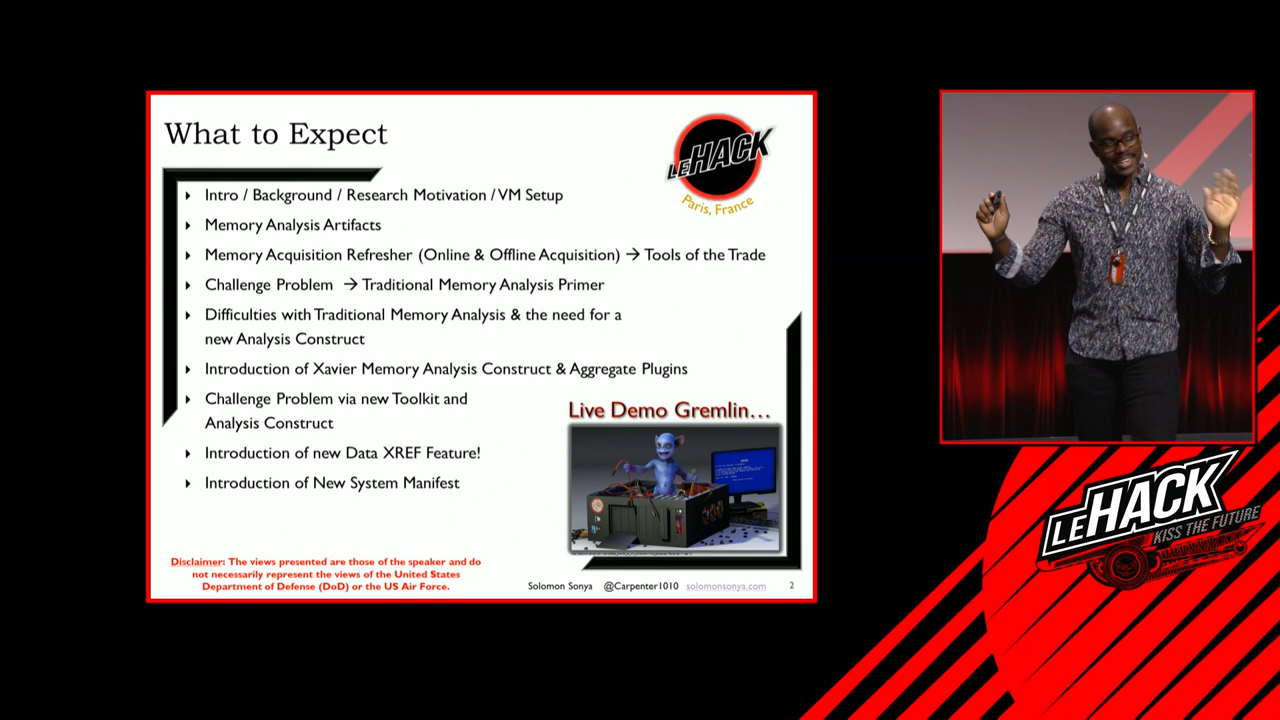 What to Expect
LEHACK
Paris, France
Intro / Background / Research Motivation / VM Setup
Memory Analysis Artifacts
Memory Acquisition Refresher (Online & Offline Acquisition) → Tools of the Trade
Challenge Problem → Traditional Memory Analysis Primer
Difficulties with Traditional Memory Analysis & the need for a
new Analysis Construct
Introduction of Xavier Memory Analysis Construct & Aggregate Plugins
Challenge Problem via new Toolkit and
Analysis Construct
Introduction of new Data XREF Feature!
Introduction of New System Manifest
Live Demo Gremlin...
Disclaimer: The views presented are those of the speaker and do
not necessarily represent the views of the United States
Department of Defense (DoD) or the US Air Force.
Solomon Sonya @Carpenter1010 solomonsonya.com 2
LEHACK
KISS THE FUTURE